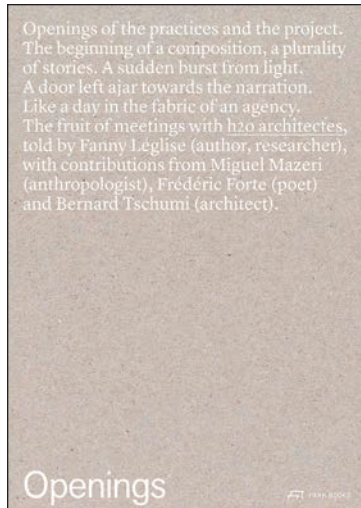 Openings of the practices and the project.
The beginning of a composition, a plurality
of stories. A sudden burst from light.
A door left ajar towards the narration.
Like a day in the fabric of an agency.
The fruit of meetings with h2o architectes,
told by Fanny Léglise (author, researcher),
with contributions from Miguel Mazeri
(anthropologist), Frédéric Forte (poet)
and Bernard Tschumi (architect).
Openings
PARK BOOKS